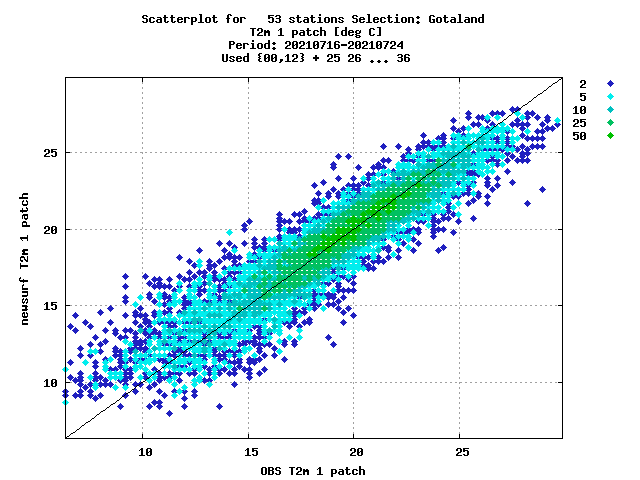 Scatterplot for   53 stations Selection: Gotaland
T2m 1 patch [deg C]
Period: 20210716-20210724
Used {00,12} + 25 26 ... 36
2
5
10
25
50
25
20
15
10
newsurf T2m 1 patch
10 15 20 25
OBS T2m 1 patch